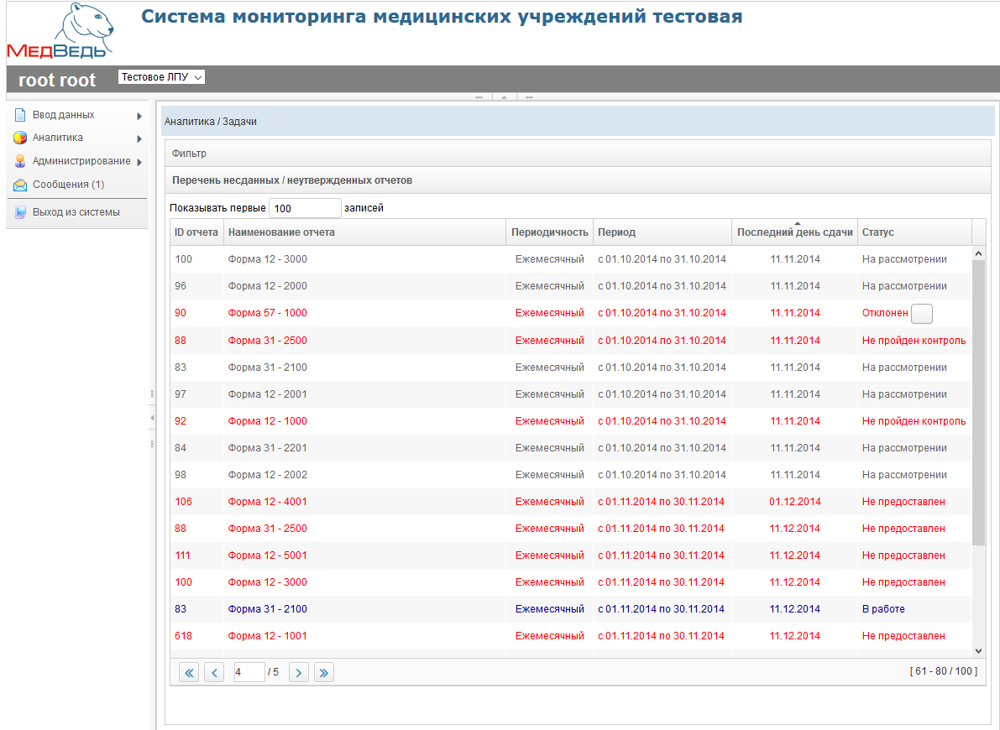 Система мониторинга медицинских учреждений тестовая
МедВедь
root root Тестовое ЛПУ
Ввод данных
Аналитика
Администрирование
Сообщения (1)
Выход из системы
Аналитика / Задачи
Фильтр
Перечень несданных / неутвержденных отчетов
Показывать первые 100 записей
ID отчета Наименование отчета Периодичность Период Последний день сдачи Статус
100 Форма 12 - 3000 Ежемесячный с 01.10.2014 по 31.10.2014 11.11.2014 На рассмотрении
96 Форма 12 - 2000 Ежемесячный с 01.10.2014 по 31.10.2014 11.11.2014 На рассмотрении
90 Форма 57 - 1000 Ежемесячный с 01.10.2014 по 31.10.2014 11.11.2014 Отклонен
88 Форма 31 - 2500 Ежемесячный с 01.10.2014 по 31.10.2014 11.11.2014 Не пройден контроль
83 Форма 31 - 2100 Ежемесячный с 01.10.2014 по 31.10.2014 11.11.2014 На рассмотрении
97 Форма 12 - 2001 Ежемесячный с 01.10.2014 по 31.10.2014 11.11.2014 На рассмотрении
92 Форма 12 - 1000 Ежемесячный с 01.10.2014 по 31.10.2014 11.11.2014 Не пройден контроль
84 Форма 31 - 2201 Ежемесячный с 01.10.2014 по 31.10.2014 11.11.2014 На рассмотрении
98 Форма 12 - 2002 Ежемесячный с 01.10.2014 по 31.10.2014 11.11.2014 На рассмотрении
106 Форма 12 - 4001 Ежемесячный с 01.11.2014 по 30.11.2014 01.12.2014 Не предоставлен
88 Форма 31 - 2500 Ежемесячный с 01.11.2014 по 30.11.2014 11.12.2014 Не предоставлен
111 Форма 12 - 5001 Ежемесячный с 01.11.2014 по 30.11.2014 11.12.2014 Не предоставлен
100 Форма 12 - 3000 Ежемесячный с 01.11.2014 по 30.11.2014 11.12.2014 Не предоставлен
83 Форма 31 - 2100 Ежемесячный с 01.11.2014 по 30.11.2014 11.12.2014 В работе
618 Форма 12 - 1001 Ежемесячный с 01.11.2014 по 30.11.2014 11.12.2014 Не предоставлен
4 / 5 [ 61 - 80 / 100 ]